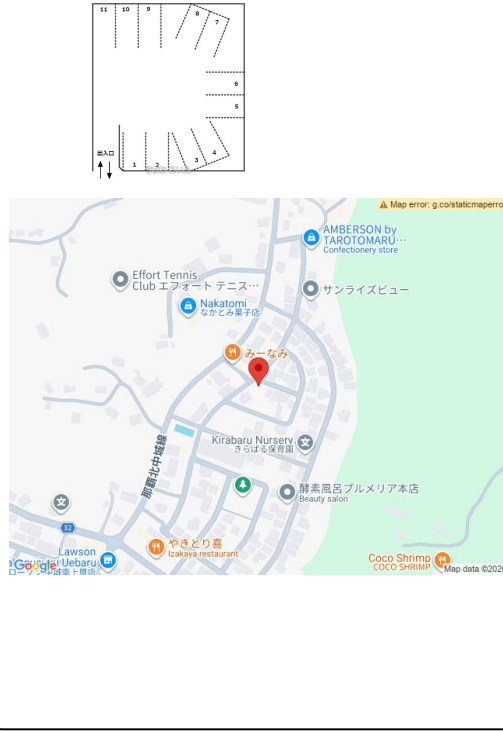 11 10 9
8
7
6
5
4
3
出入口
1 2
Map error: g.co/staticmaperro
AMBERSON by
TAROTOMARU…
Confectionery store
Effort Tennis
Club エフォート テニス…
サンライズビュー
Nakatomi
なかとみ菓子店
みーなみ
那覇北中城線
Kirabaru Nursery
きらばる保育園
酵素風呂プルメリア本店
Beauty salon
32
やきとり喜
Izakaya restaurant
Lawson
Uebaru
Coco Shrimp
COCO SHRIMP
Google
Map data ©2026